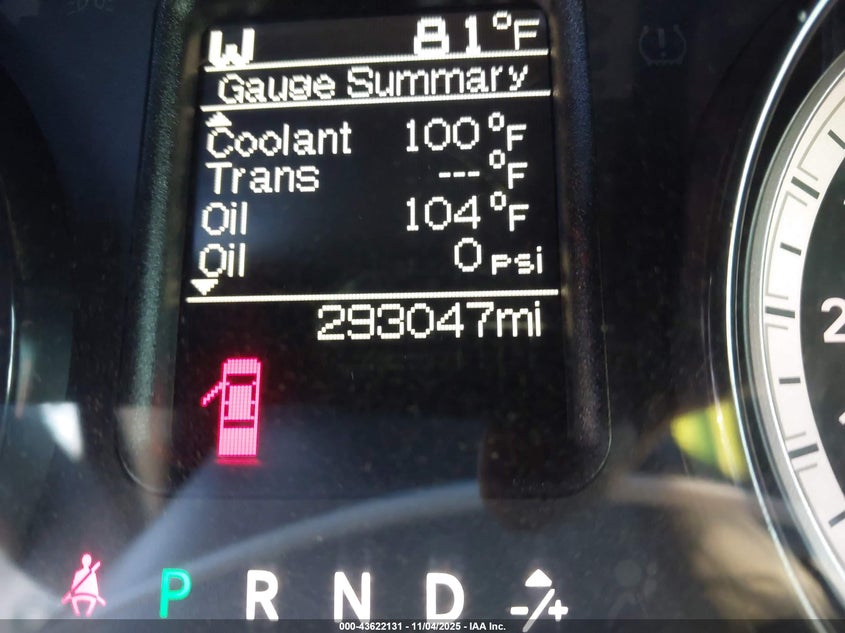 W 81°F
Gauge Summary
Coolant 100°F
Trans ---°F
Oil 104°F
Oil 0 psi
293047mi
P R N D -/+
000-43622131 - 11/04/2025 - IAA Inc.